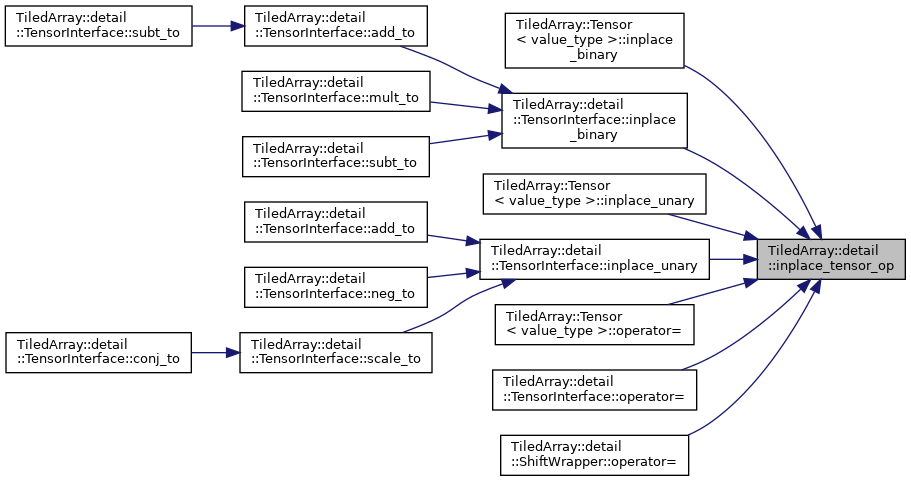 TiledArray::detail
::TensorInterface::subt_to
TiledArray::detail
::TensorInterface::add_to
TiledArray::Tensor
< value_type >::inplace
_binary
TiledArray::detail
::TensorInterface::mult_to
TiledArray::detail
::TensorInterface::inplace
_binary
TiledArray::detail
::TensorInterface::subt_to
TiledArray::Tensor
< value_type >::inplace_unary
TiledArray::detail
::TensorInterface::add_to
TiledArray::detail
::TensorInterface::inplace_unary
TiledArray::detail
::inplace_tensor_op
TiledArray::detail
::TensorInterface::neg_to
TiledArray::Tensor
< value_type >::operator=
TiledArray::detail
::TensorInterface::conj_to
TiledArray::detail
::TensorInterface::scale_to
TiledArray::detail
::TensorInterface::operator=
TiledArray::detail
::ShiftWrapper::operator=